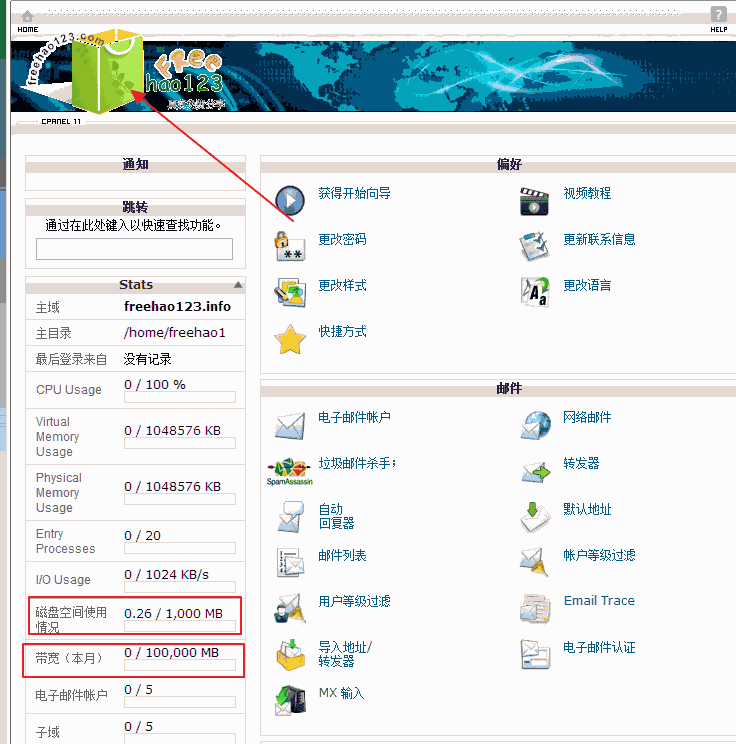 HOME
HELP
freehao123.com
Free
hao123
CPANEL 11
通知
跳转
通过在此处键入以快速查找功能。
Stats
主域 freehao123.info
主目录 /home/freehao1
最后登录来自 没有记录
CPU Usage 0 / 100 %
Virtual
Memory
Usage
0 / 1048576 KB
Physical
Memory
Usage
0 / 1048576 KB
Entry
Processes
0 / 20
I/O Usage 0 / 1024 KB/s
磁盘空间使用
情况
0.26 / 1,000 MB
带宽（本月） 0 / 100,000 MB
电子邮件帐户 0 / 5
子域 0 / 5
偏好
获得开始向导
视频教程
更改密码
更新联系信息
更改样式
更改语言
Aa
快捷方式
邮件
电子邮件帐户
网络邮件
SpamAssassin
垃圾邮件杀手；
转发器
自动
回复器
默认地址
邮件列表
帐户等级过滤
用户等级过滤
Email Trace
导入地址/
转发器
电子邮件认证
MX 输入